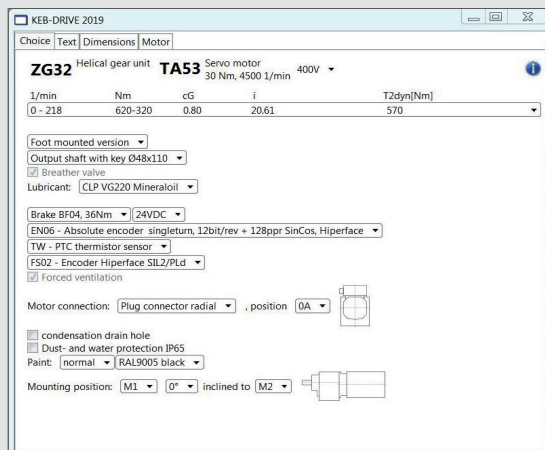 KEB-DRIVE 2019
Choice Text Dimensions Motor
ZG32 Helical gear unit TA53 Servo motor 30 Nm, 4500 1/min 400V
1/min Nm cG i T2dyn[Nm]
0 - 218 620-320 0.80 20.61 570
Foot mounted version
Output shaft with key Ø48x110
Breather valve
Lubricant: CLP VG220 Mineraloil
Brake BF04, 36Nm 24VDC
EN06 - Absolute encoder singleturn, 12bit/rev + 128ppr SinCos, Hiperface
TW - PTC thermistor sensor
FS02 - Encoder Hiperface SIL2/PLd
Forced ventilation
Motor connection: Plug connector radial , position 0A
condensation drain hole
Dust- and water protection IP65
Paint: normal RAL9005 black
Mounting position: M1 0° inclined to M2